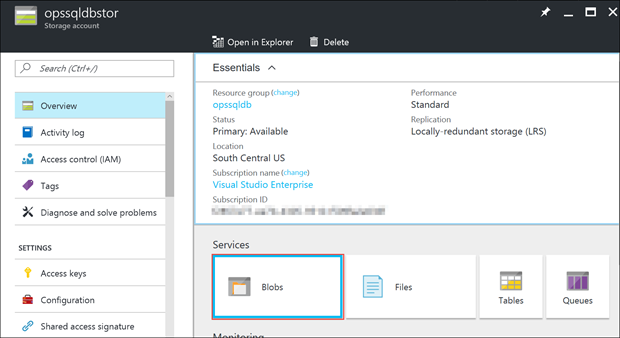 opssqldbstor
Storage account
Open in Explorer Delete
Search (Ctrl+/)
Overview
Activity log
Access control (IAM)
Tags
Diagnose and solve problems
SETTINGS
Access keys
Configuration
Shared access signature
Essentials
Resource group (change)
opssqldb
Status
Primary: Available
Location
South Central US
Subscription name (change)
Visual Studio Enterprise
Subscription ID
Performance
Standard
Replication
Locally-redundant storage (LRS)
Services
Blobs
Files
Tables
Queues
Monitoring